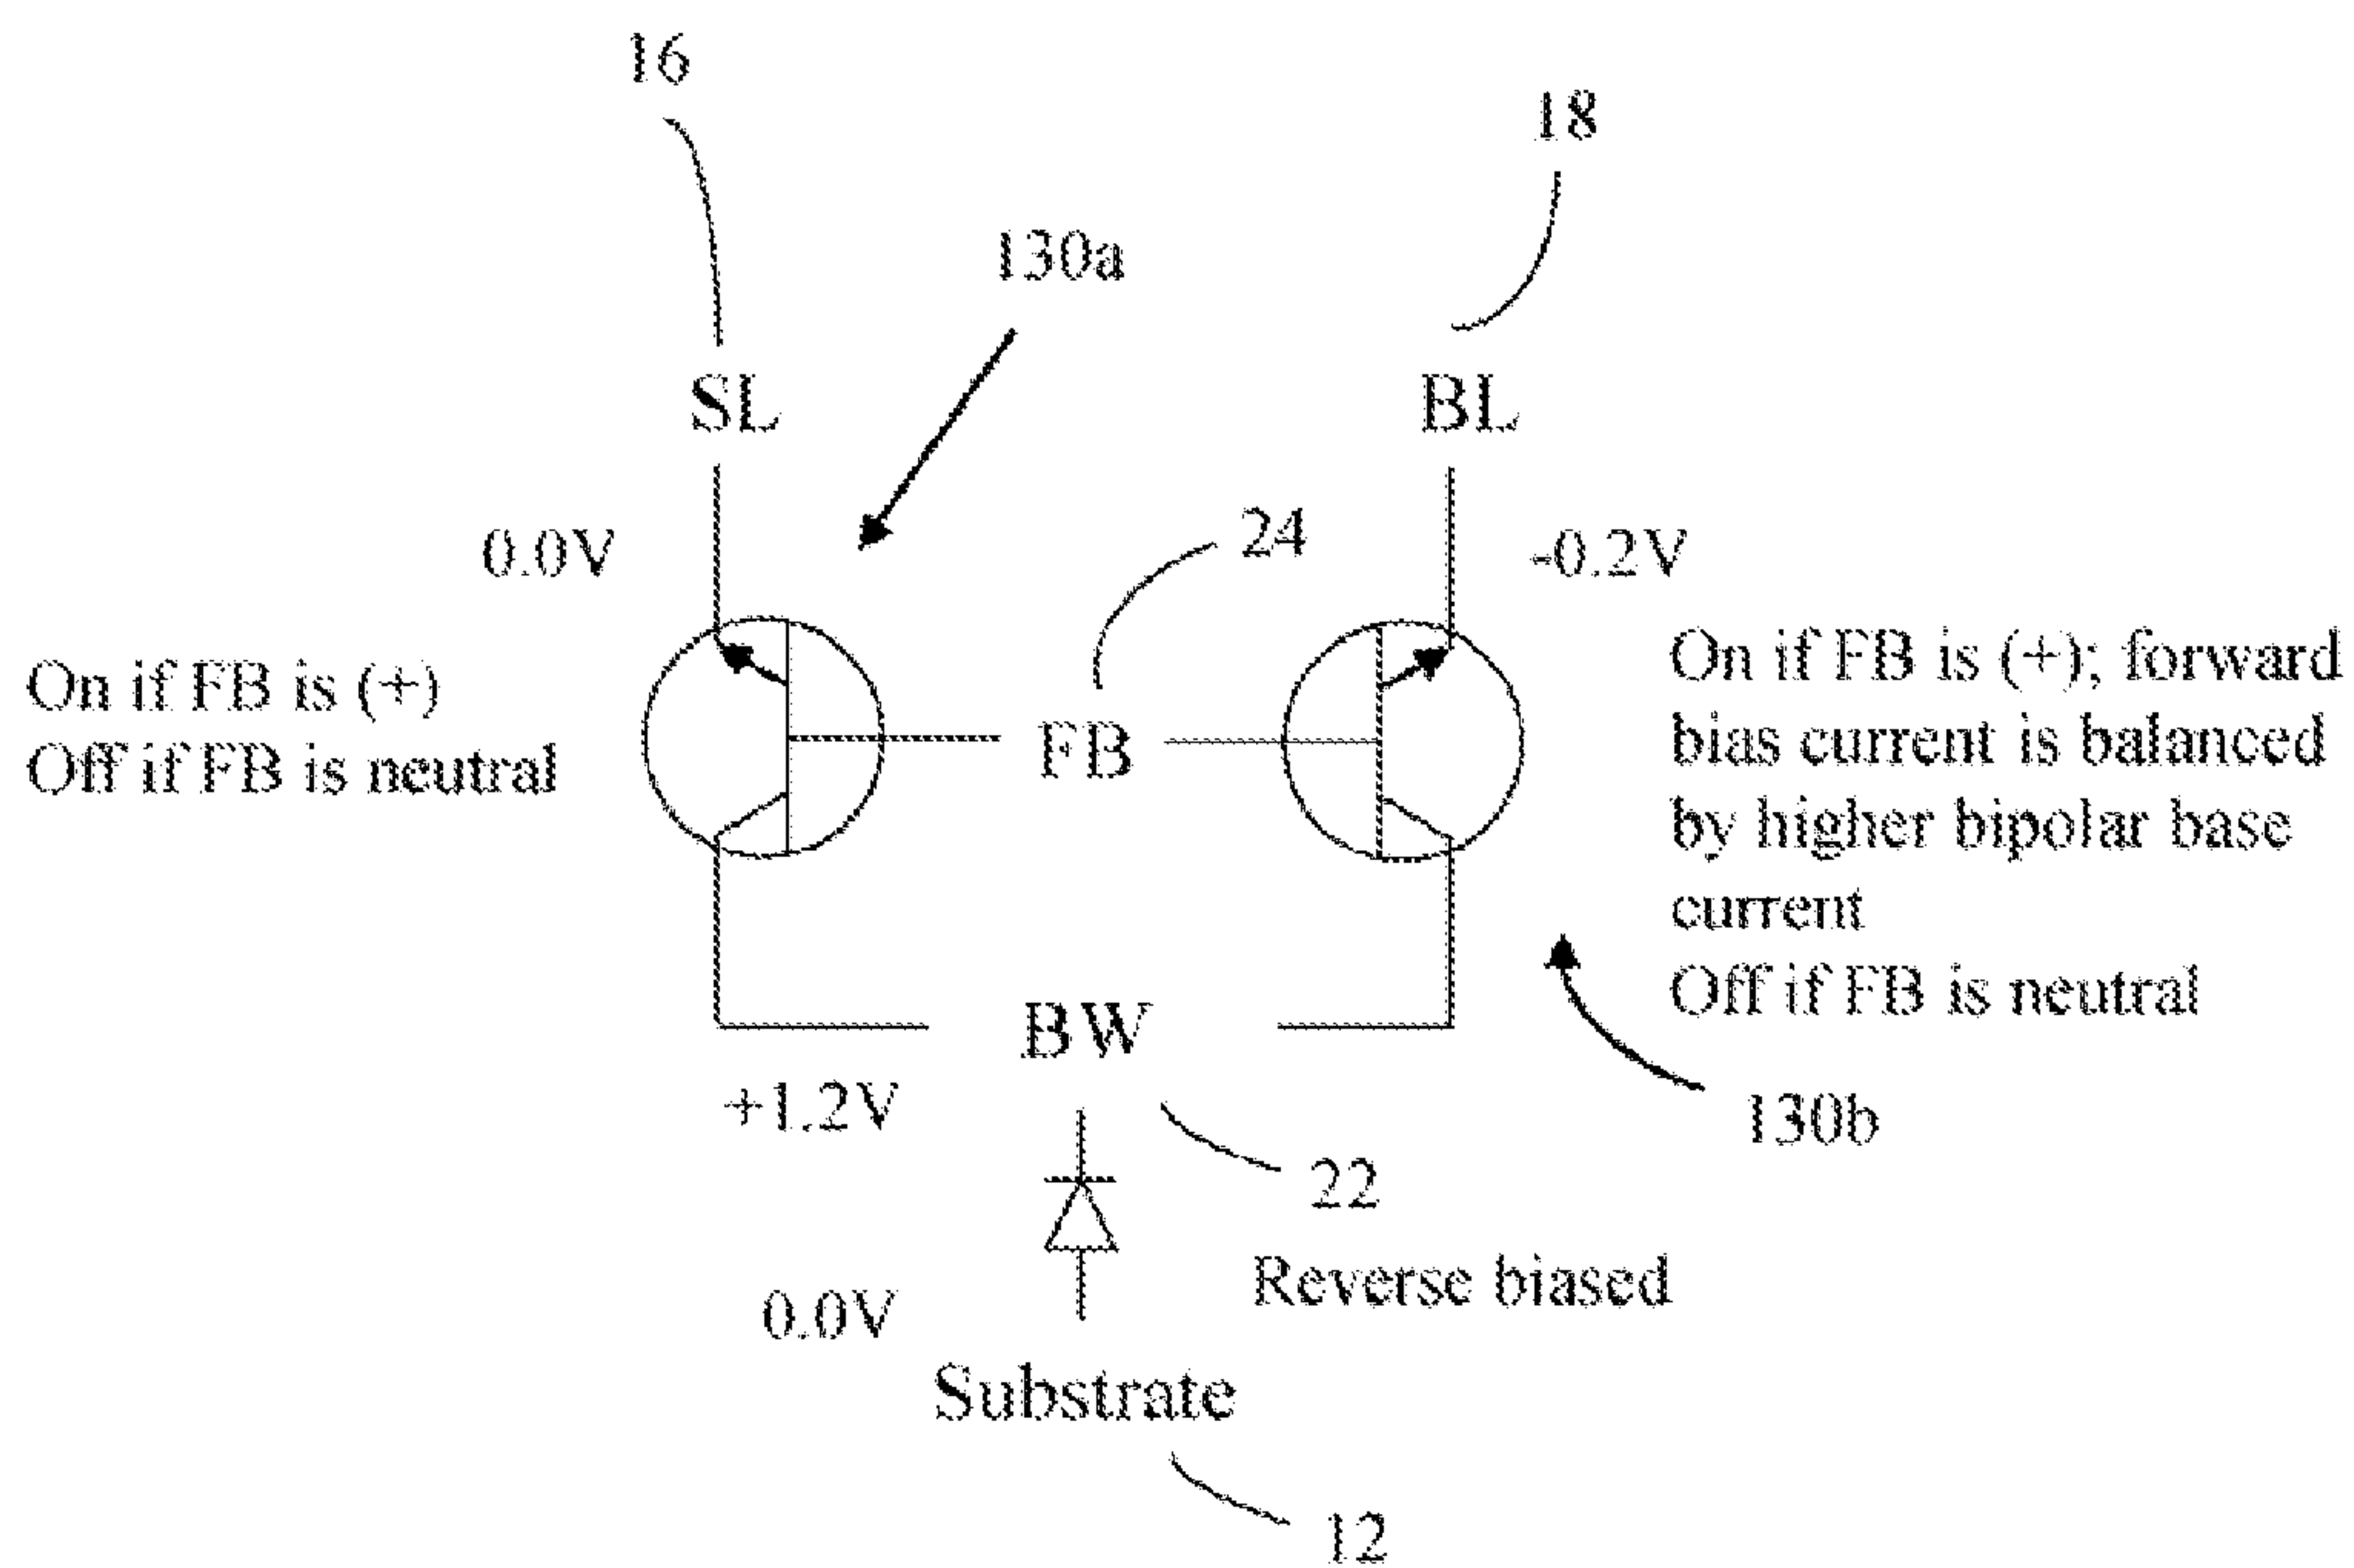 16
18
130a
SL
BL
24
0.0V
-0.2V
On if FB is (+)
Off if FB is neutral
FB
On if FB is (+); forward
bias current is balanced
by higher bipolar base
current
Off if FB is neutral
BW
+1.2V
130b
22
Reverse biased
0.0V
Substrate
12